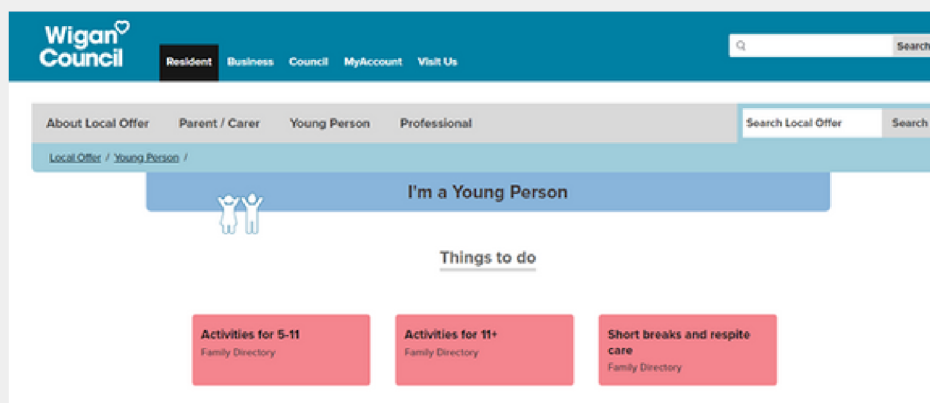 Wigan
Council
Resident Business Council MyAccount Visit Us
Search
About Local Offer Parent / Carer Young Person Professional
Search Local Offer Search
Local Offer / Young Person /
I'm a Young Person
Things to do
Activities for 5-11
Family Directory
Activities for 11+
Family Directory
Short breaks and respite
care
Family Directory